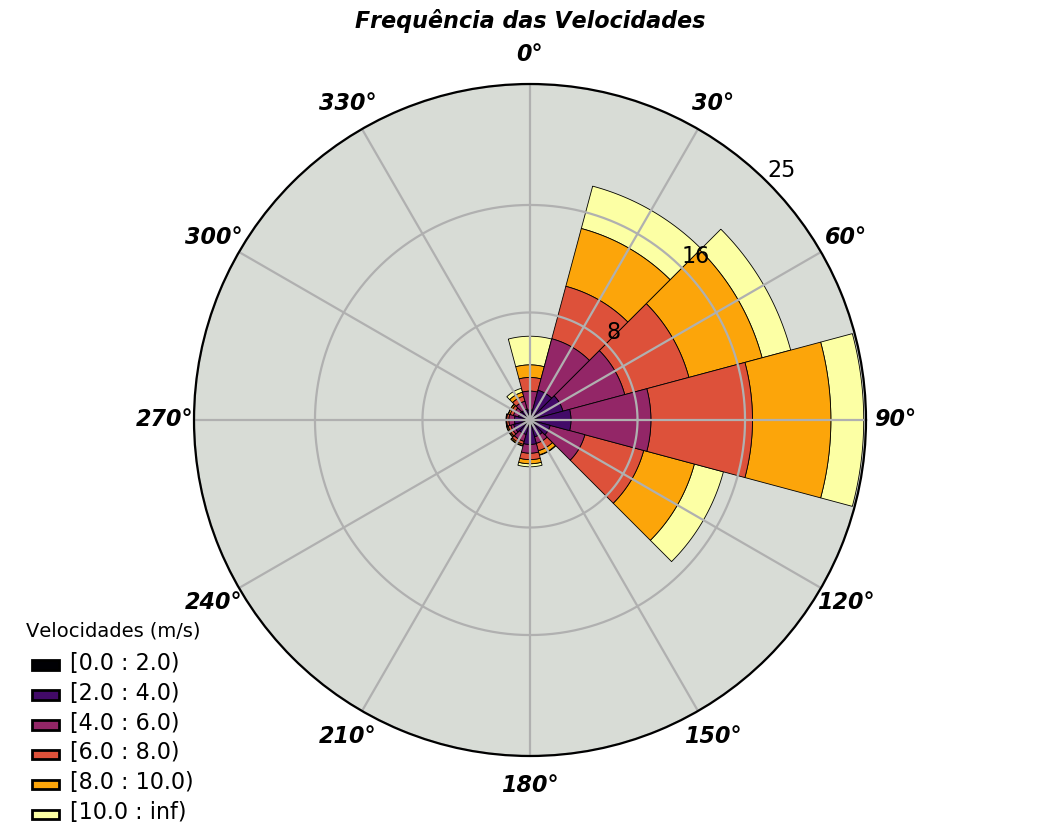 Frequência das Velocidades
0°
330°
30°
25
300°
60°
16
8
270°
90°
240°
120°
Velocidades (m/s)
[0.0 : 2.0)
[2.0 : 4.0)
[4.0 : 6.0)
210°
150°
[6.0 : 8.0)
[8.0 : 10.0)
180°
[10.0 : inf)